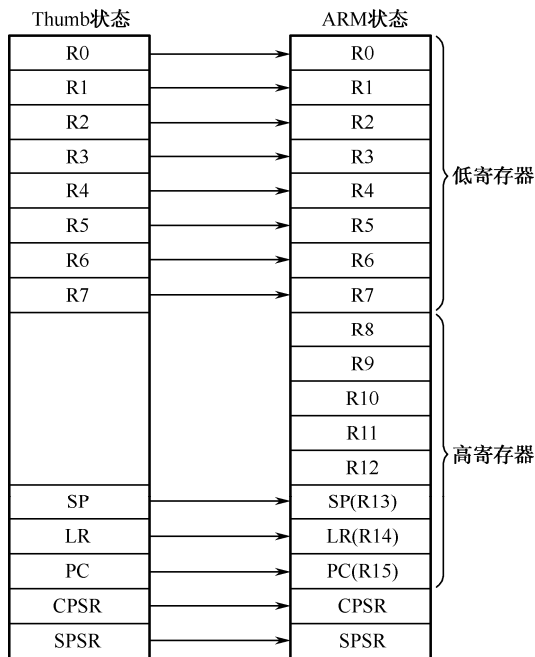 Thumb状态 ARM状态
R0 R0
R1 R1
R2 R2
R3 R3
R4 R4
R5 R5
R6 R6
R7 R7
低寄存器
R8
R9
R10
R11
R12
SP SP(R13)
LR LR(R14)
PC PC(R15)
高寄存器
CPSR CPSR
SPSR SPSR